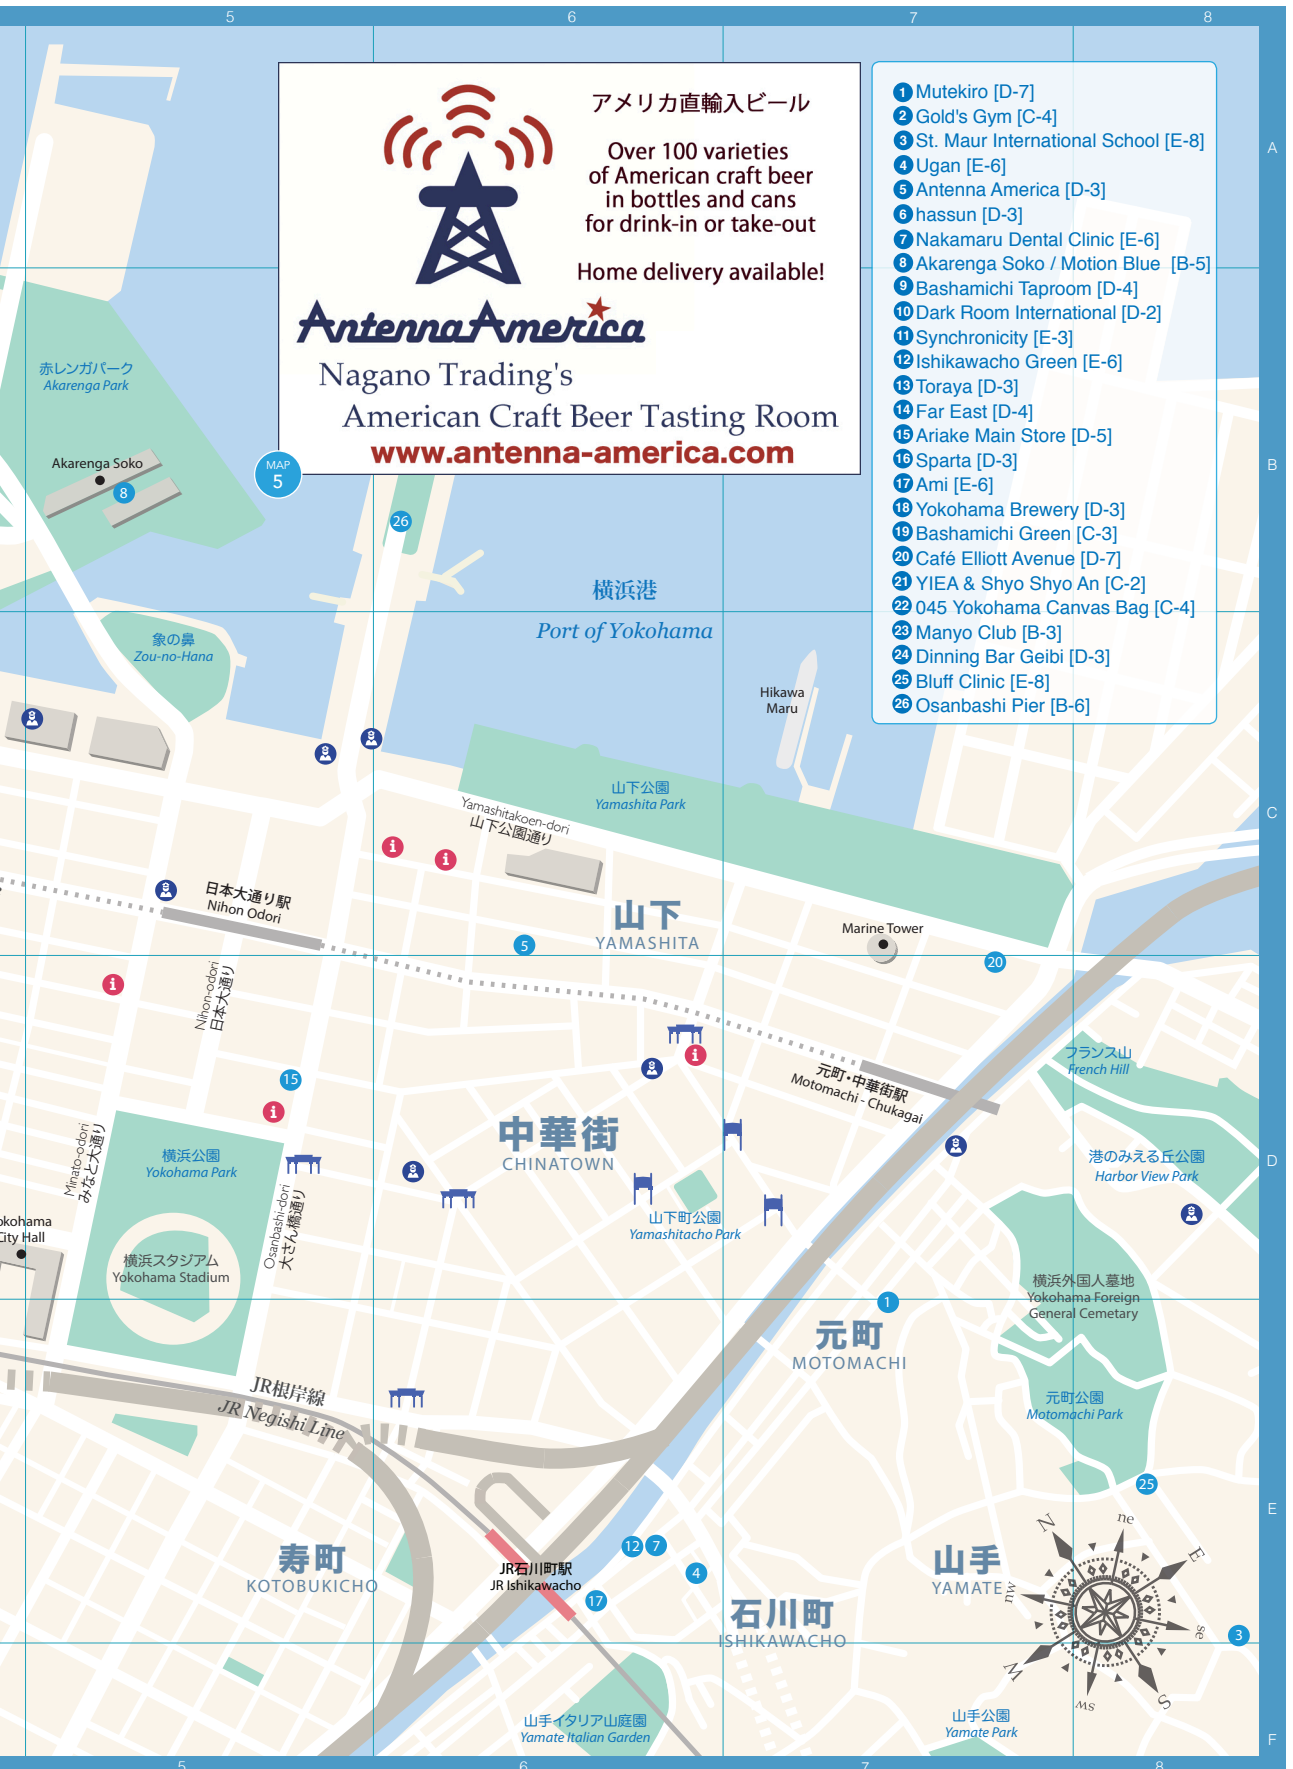 5
6
7
8
アメリカ直輸入ビール
Over 100 varieties
of American craft beer
in bottles and cans
for drink-in or take-out
Home delivery available!
Antenna America
Nagano Trading's
American Craft Beer Tasting Room
www.antenna-america.com
1 Mutekiro [D-7]
2 Gold's Gym [C-4]
3 St. Maur International School [E-8]
4 Ugan [E-6]
5 Antenna America [D-3]
6 hassun [D-3]
7 Nakamaru Dental Clinic [E-6]
8 Akarenga Soko / Motion Blue [B-5]
9 Bashamichi Taproom [D-4]
10 Dark Room International [D-2]
11 Synchronicity [E-3]
12 Ishikawacho Green [E-6]
13 Toraya [D-3]
14 Far East [D-4]
15 Ariake Main Store [D-5]
16 Sparta [D-3]
17 Ami [E-6]
18 Yokohama Brewery [D-3]
19 Bashamichi Green [C-3]
20 Café Elliott Avenue [D-7]
21 YIEA & Shyo Shyo An [C-2]
22 045 Yokohama Canvas Bag [C-4]
23 Manyo Club [B-3]
24 Dinning Bar Geibi [D-3]
25 Bluff Clinic [E-8]
26 Osanbashi Pier [B-6]
A
赤レンガパーク
Akarenga Park
Akarenga Soko
8
MAP
5
B
26
横浜港
Port of Yokohama
象の鼻
Zou-no-Hana
Hikawa
Maru
山下公園
Yamashita Park
Yamashitakoen-dori
山下公園通り
C
i
i
日本大通り駅
Nihon Odori
山下
YAMASHITA
5
Marine Tower
20
i
Nihon-odori
日本大通り
i
フランス山
French Hill
15
i
元町・中華街駅
Motomachi - Chukagai
中華街
CHINATOWN
Minato-odori
みなと大通り
横浜公園
Yokohama Park
港のみえる丘公園
Harbor View Park
D
Osanbashi-dori
大さん橋通り
山下町公園
Yamashitacho Park
okohama
City Hall
横浜スタジアム
Yokohama Stadium
横浜外国人墓地
Yokohama Foreign
General Cemetary
1
元町
MOTOMACHI
JR根岸線
JR Negishi Line
元町公園
Motomachi Park
25
E
N
ne
E
se
S
sw
W
nw
12
7
4
17
寿町
KOTOBUKICHO
JR石川町駅
JR Ishikawacho
山手
YAMATE
石川町
ISHIKAWACHO
3
山手イタリア山庭園
Yamate Italian Garden
山手公園
Yamate Park
F
5
6
7
8